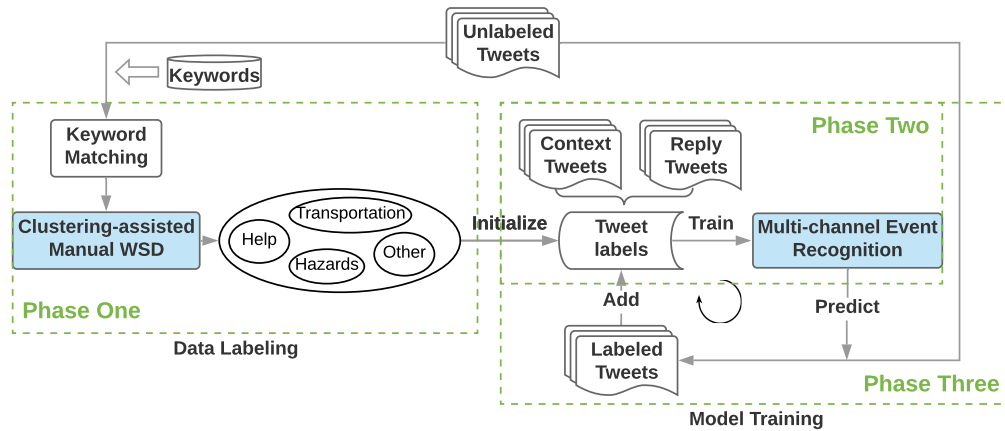 Unlabeled
Tweets
Keywords
Keyword
Matching
Clustering-assisted
Manual WSD
Transportation
Help
Hazards
Other
Phase One
Data Labeling
Initialize
Phase Two
Context
Tweets
Reply
Tweets
Tweet
labels
Train
Multi-channel Event
Recognition
Add
Predict
Labeled
Tweets
Phase Three
Model Training